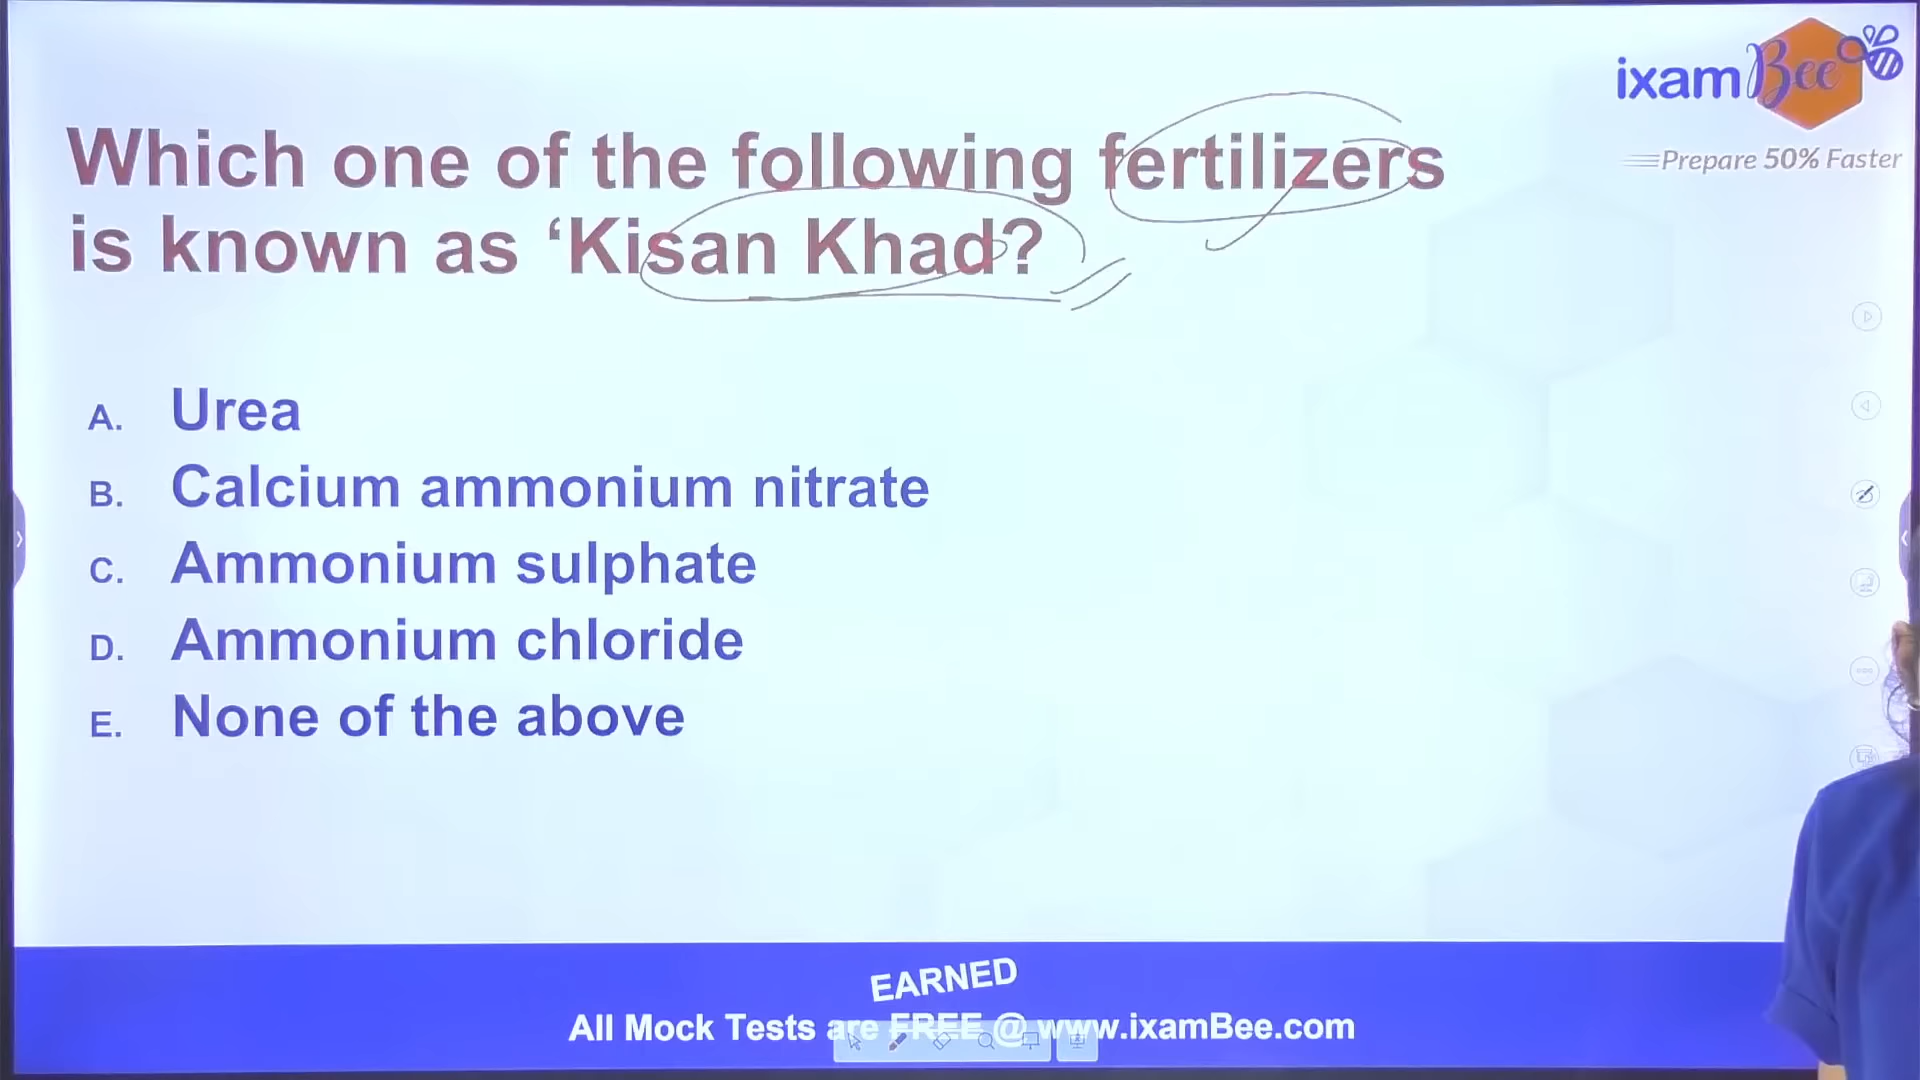 ixamBee
Prepare 50% Faster
Which one of the following fertilizers
is known as ‘Kisan Khad?
A. Urea
B. Calcium ammonium nitrate
C. Ammonium sulphate
D. Ammonium chloride
E. None of the above
EARNED
All Mock Tests are FREE @ www.ixamBee.com